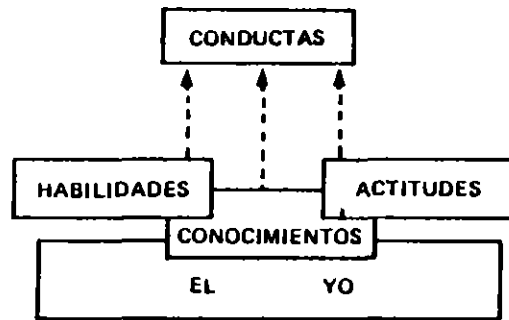 CONDUCTAS
HABILIDADES ACTITUDES
CONOCIMIENTOS
EL YO